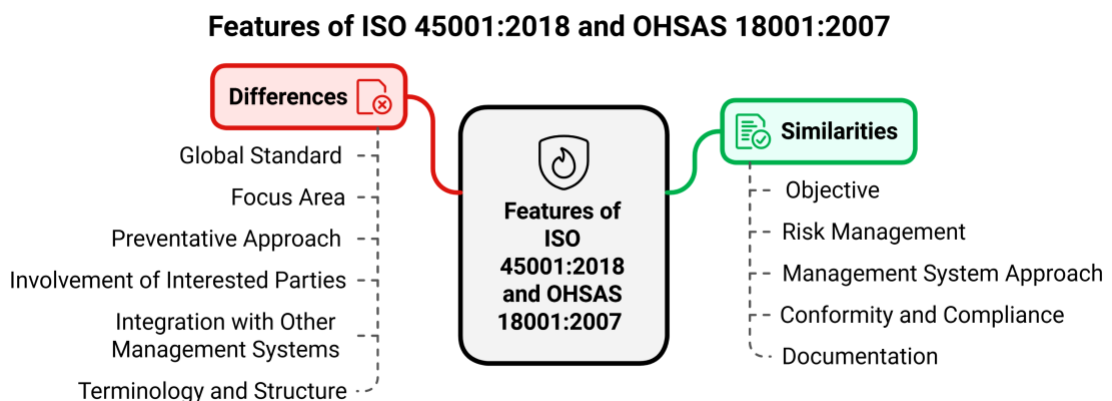 Features of ISO 45001:2018 and OHSAS 18001:2007
Differences
Global Standard
Focus Area
Preventative Approach
Involvement of Interested Parties
Integration with Other
Management Systems
Terminology and Structure
Features of
ISO
45001:2018
and OHSAS
18001:2007
Similarities
Objective
Risk Management
Management System Approach
Conformity and Compliance
Documentation